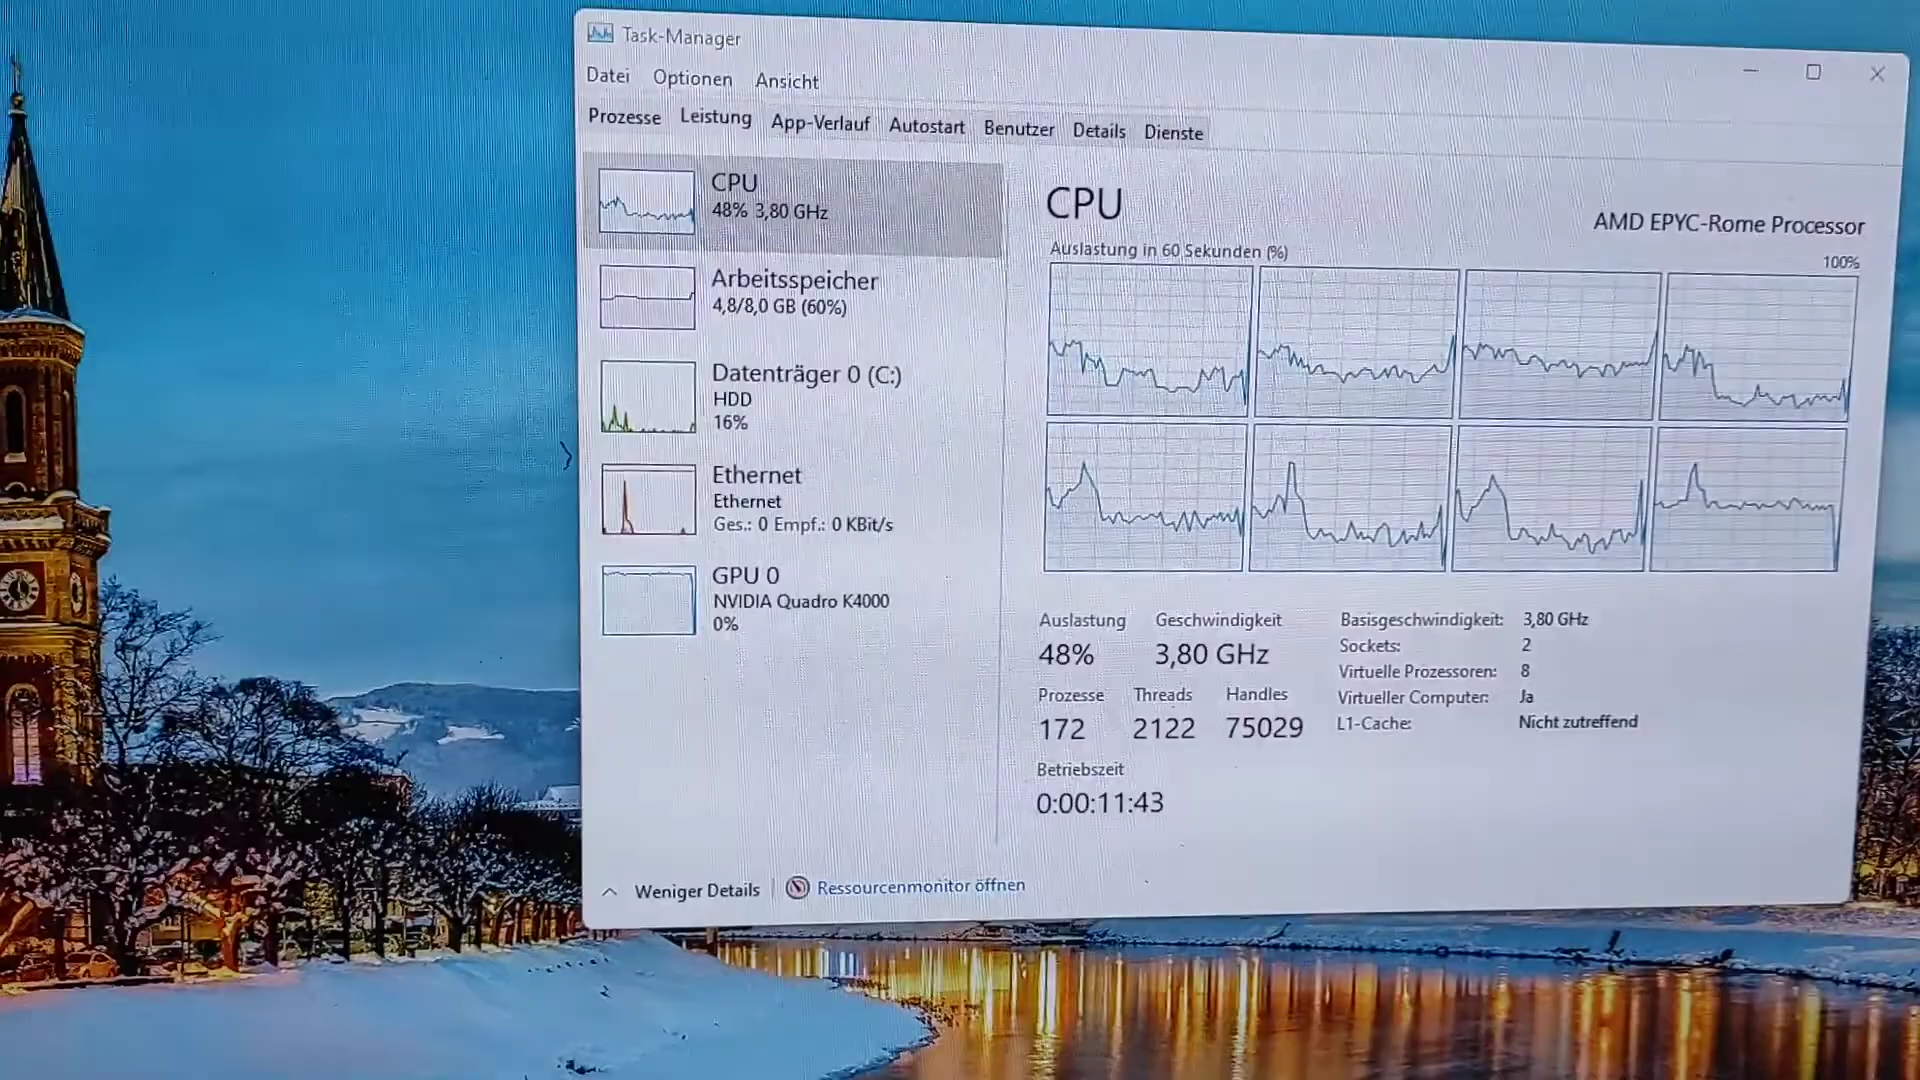 Task-Manager
Datei Optionen Ansicht
Prozesse Leistung App-Verlauf Autostart Benutzer Details Dienste
CPU
48% 3,80 GHz
Arbeitsspeicher
4,8/8,0 GB (60%)
Datenträger 0 (C:)
HDD
16%
Ethernet
Ethernet
Ges.: 0 Empf.: 0 KBit/s
GPU 0
NVIDIA Quadro K4000
0%
CPU
AMD EPYC-Rome Processor
Auslastung in 60 Sekunden (%)
100%
Auslastung Geschwindigkeit
48% 3,80 GHz
Prozesse Threads Handles
172 2122 75029
Betriebszeit
0:00:11:43
Basisgeschwindigkeit: 3,80 GHz
Sockets: 2
Virtuelle Prozessoren: 8
Virtueller Computer: Ja
L1-Cache: Nicht zutreffend
Weniger Details
Ressourcenmonitor öffnen